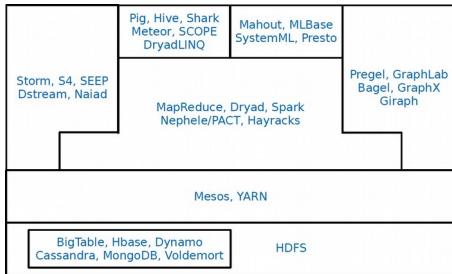 Pig, Hive, Shark
Meteor, SCOPE
DryadLINQ
Mahout, MLBase
SystemML, Presto
Storm, S4, SEEP
Dstream, Naiad
Pregel, GraphLab
Bagel, GraphX
Giraph
MapReduce, Dryad, Spark
Nephele/PACT, Hayracks
Mesos, YARN
BigTable, Hbase, Dynamo
Cassandra, MongoDB, Voldemort
HDFS